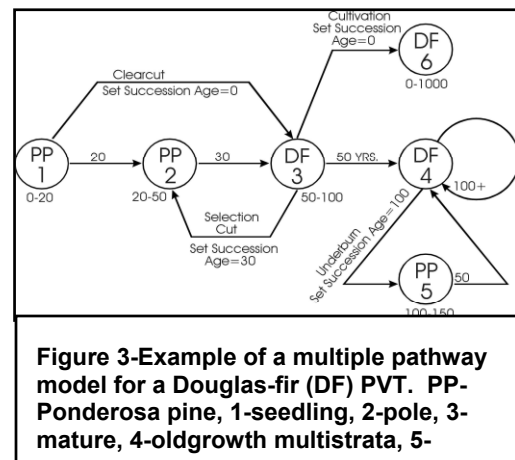 Cultivation
Set Succession
Age=0
DF
6
0-1000
Clearcut
Set Succession Age=0
PP
1
0-20
20
PP
2
20-50
30
DF
3
50-100
50 YRS.
DF
4
100+
Selection
Cut
Set Succession
Age=30
Underburn
Set Succession Age=100
PP
5
50
100-150
Figure 3-Example of a multiple pathway
model for a Douglas-fir (DF) PVT. PP-
Ponderosa pine, 1-seedling, 2-pole, 3-
mature, 4-oldgrowth multistrata, 5-